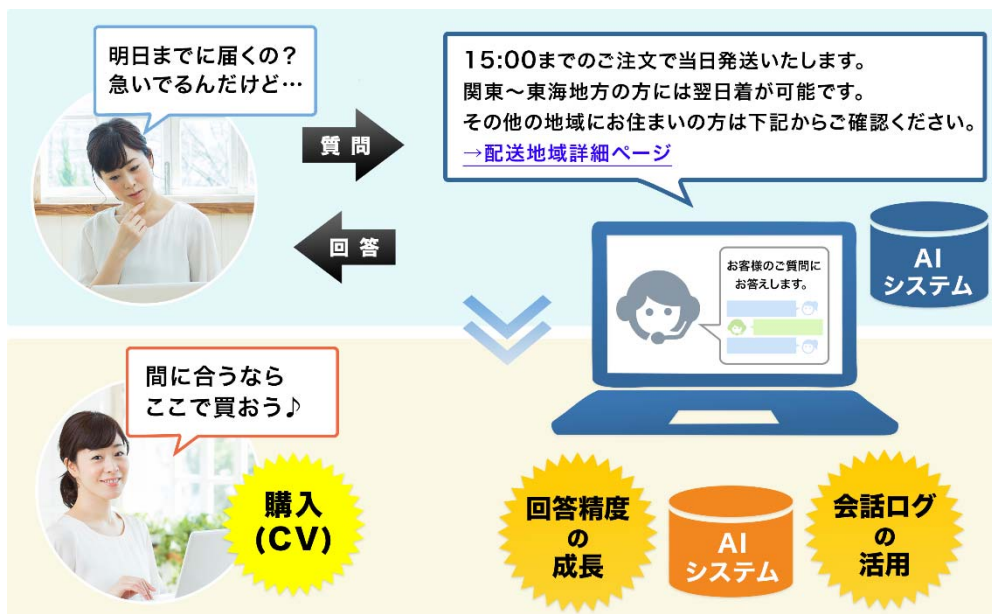 明日までに届くの？
急いでるんだけど…
質問
15:00までのご注文で当日発送いたします。
関東～東海地方の方には翌日着が可能です。
その他の地域にお住まいの方は下記からご確認ください。
→配送地域詳細ページ
回答
お客様のご質問に
お答えします。
AI
システム
間に合うなら
ここで買おう♪
購入
(CV)
回答精度
の
成長
AI
システム
会話ログ
の
活用